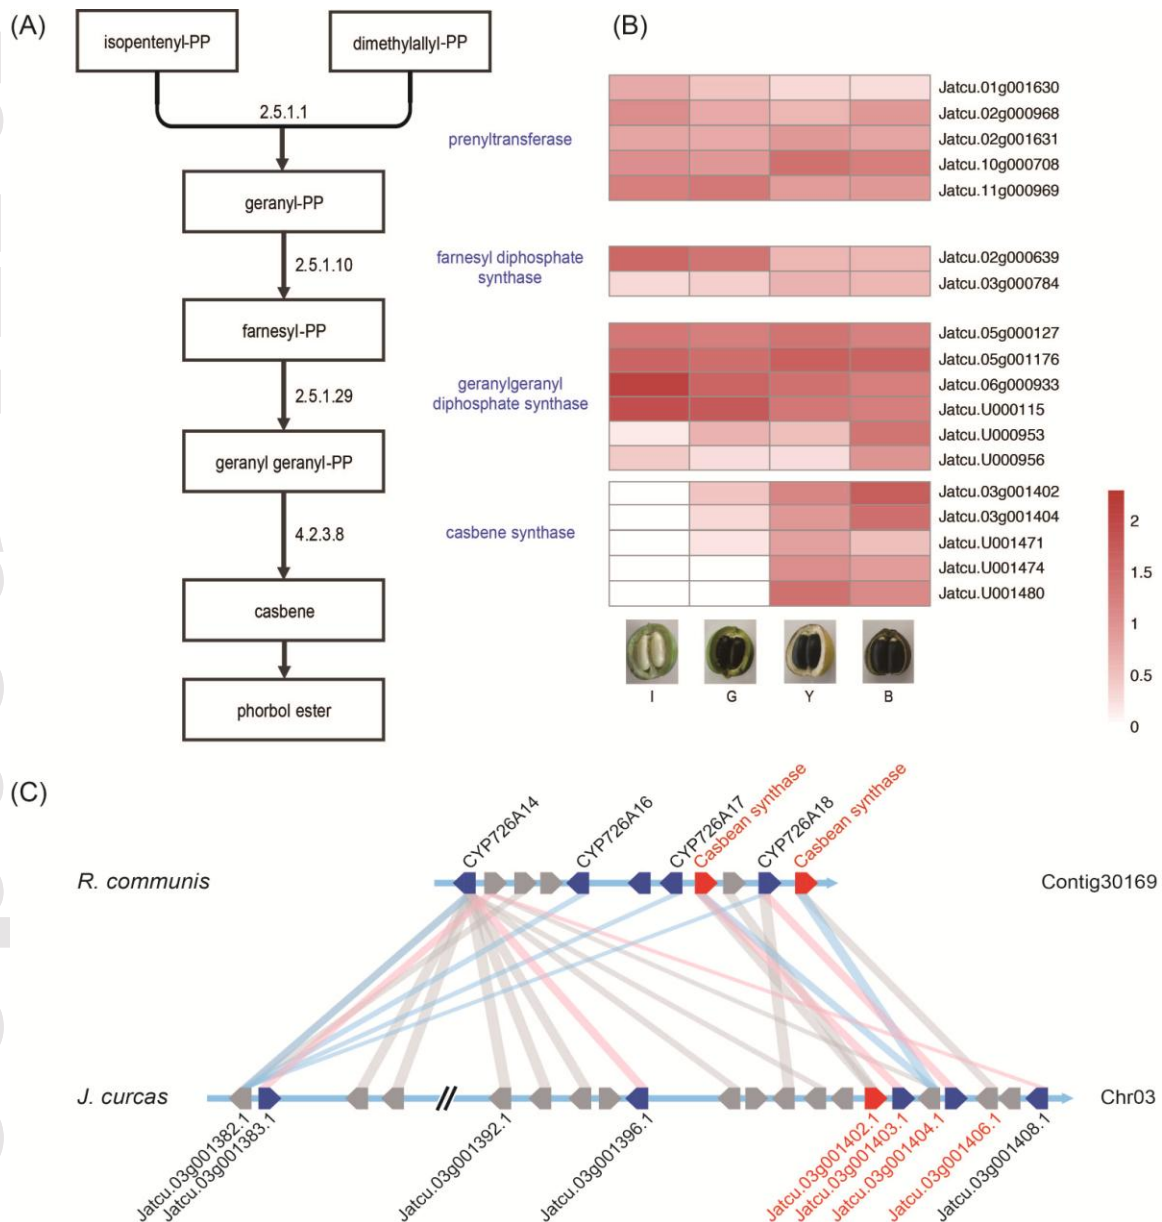 (A)
isopentenyl-PP
dimethylallyl-PP
2.5.1.1
geranyl-PP
2.5.1.10
farnesyl-PP
2.5.1.29
geranyl geranyl-PP
4.2.3.8
casbene
phorbol ester
(B)
prenyltransferase
Jatcu.01g001630
Jatcu.02g000968
Jatcu.02g001631
Jatcu.10g000708
Jatcu.11g000969
farnesyl diphosphate
synthase
Jatcu.02g000639
Jatcu.03g000784
geranylgeranyl
diphosphate synthase
Jatcu.05g000127
Jatcu.05g001176
Jatcu.06g000933
Jatcu.U000115
Jatcu.U000953
Jatcu.U000956
casbene synthase
Jatcu.03g001402
Jatcu.03g001404
Jatcu.U001471
Jatcu.U001474
Jatcu.U001480
2
1.5
1
0.5
0
I
G
Y
B
(C)
CYP726A14
CYP726A16
CYP726A17
Casbean synthase
CYP726A18
Casbean synthase
R. communis
Contig30169
J. curcas
Chr03
Jatcu.03g001382.1
Jatcu.03g001383.1
Jatcu.03g001392.1
Jatcu.03g001396.1
Jatcu.03g001402.1
Jatcu.03g001403.1
Jatcu.03g001404.1
Jatcu.03g001406.1
Jatcu.03g001408.1